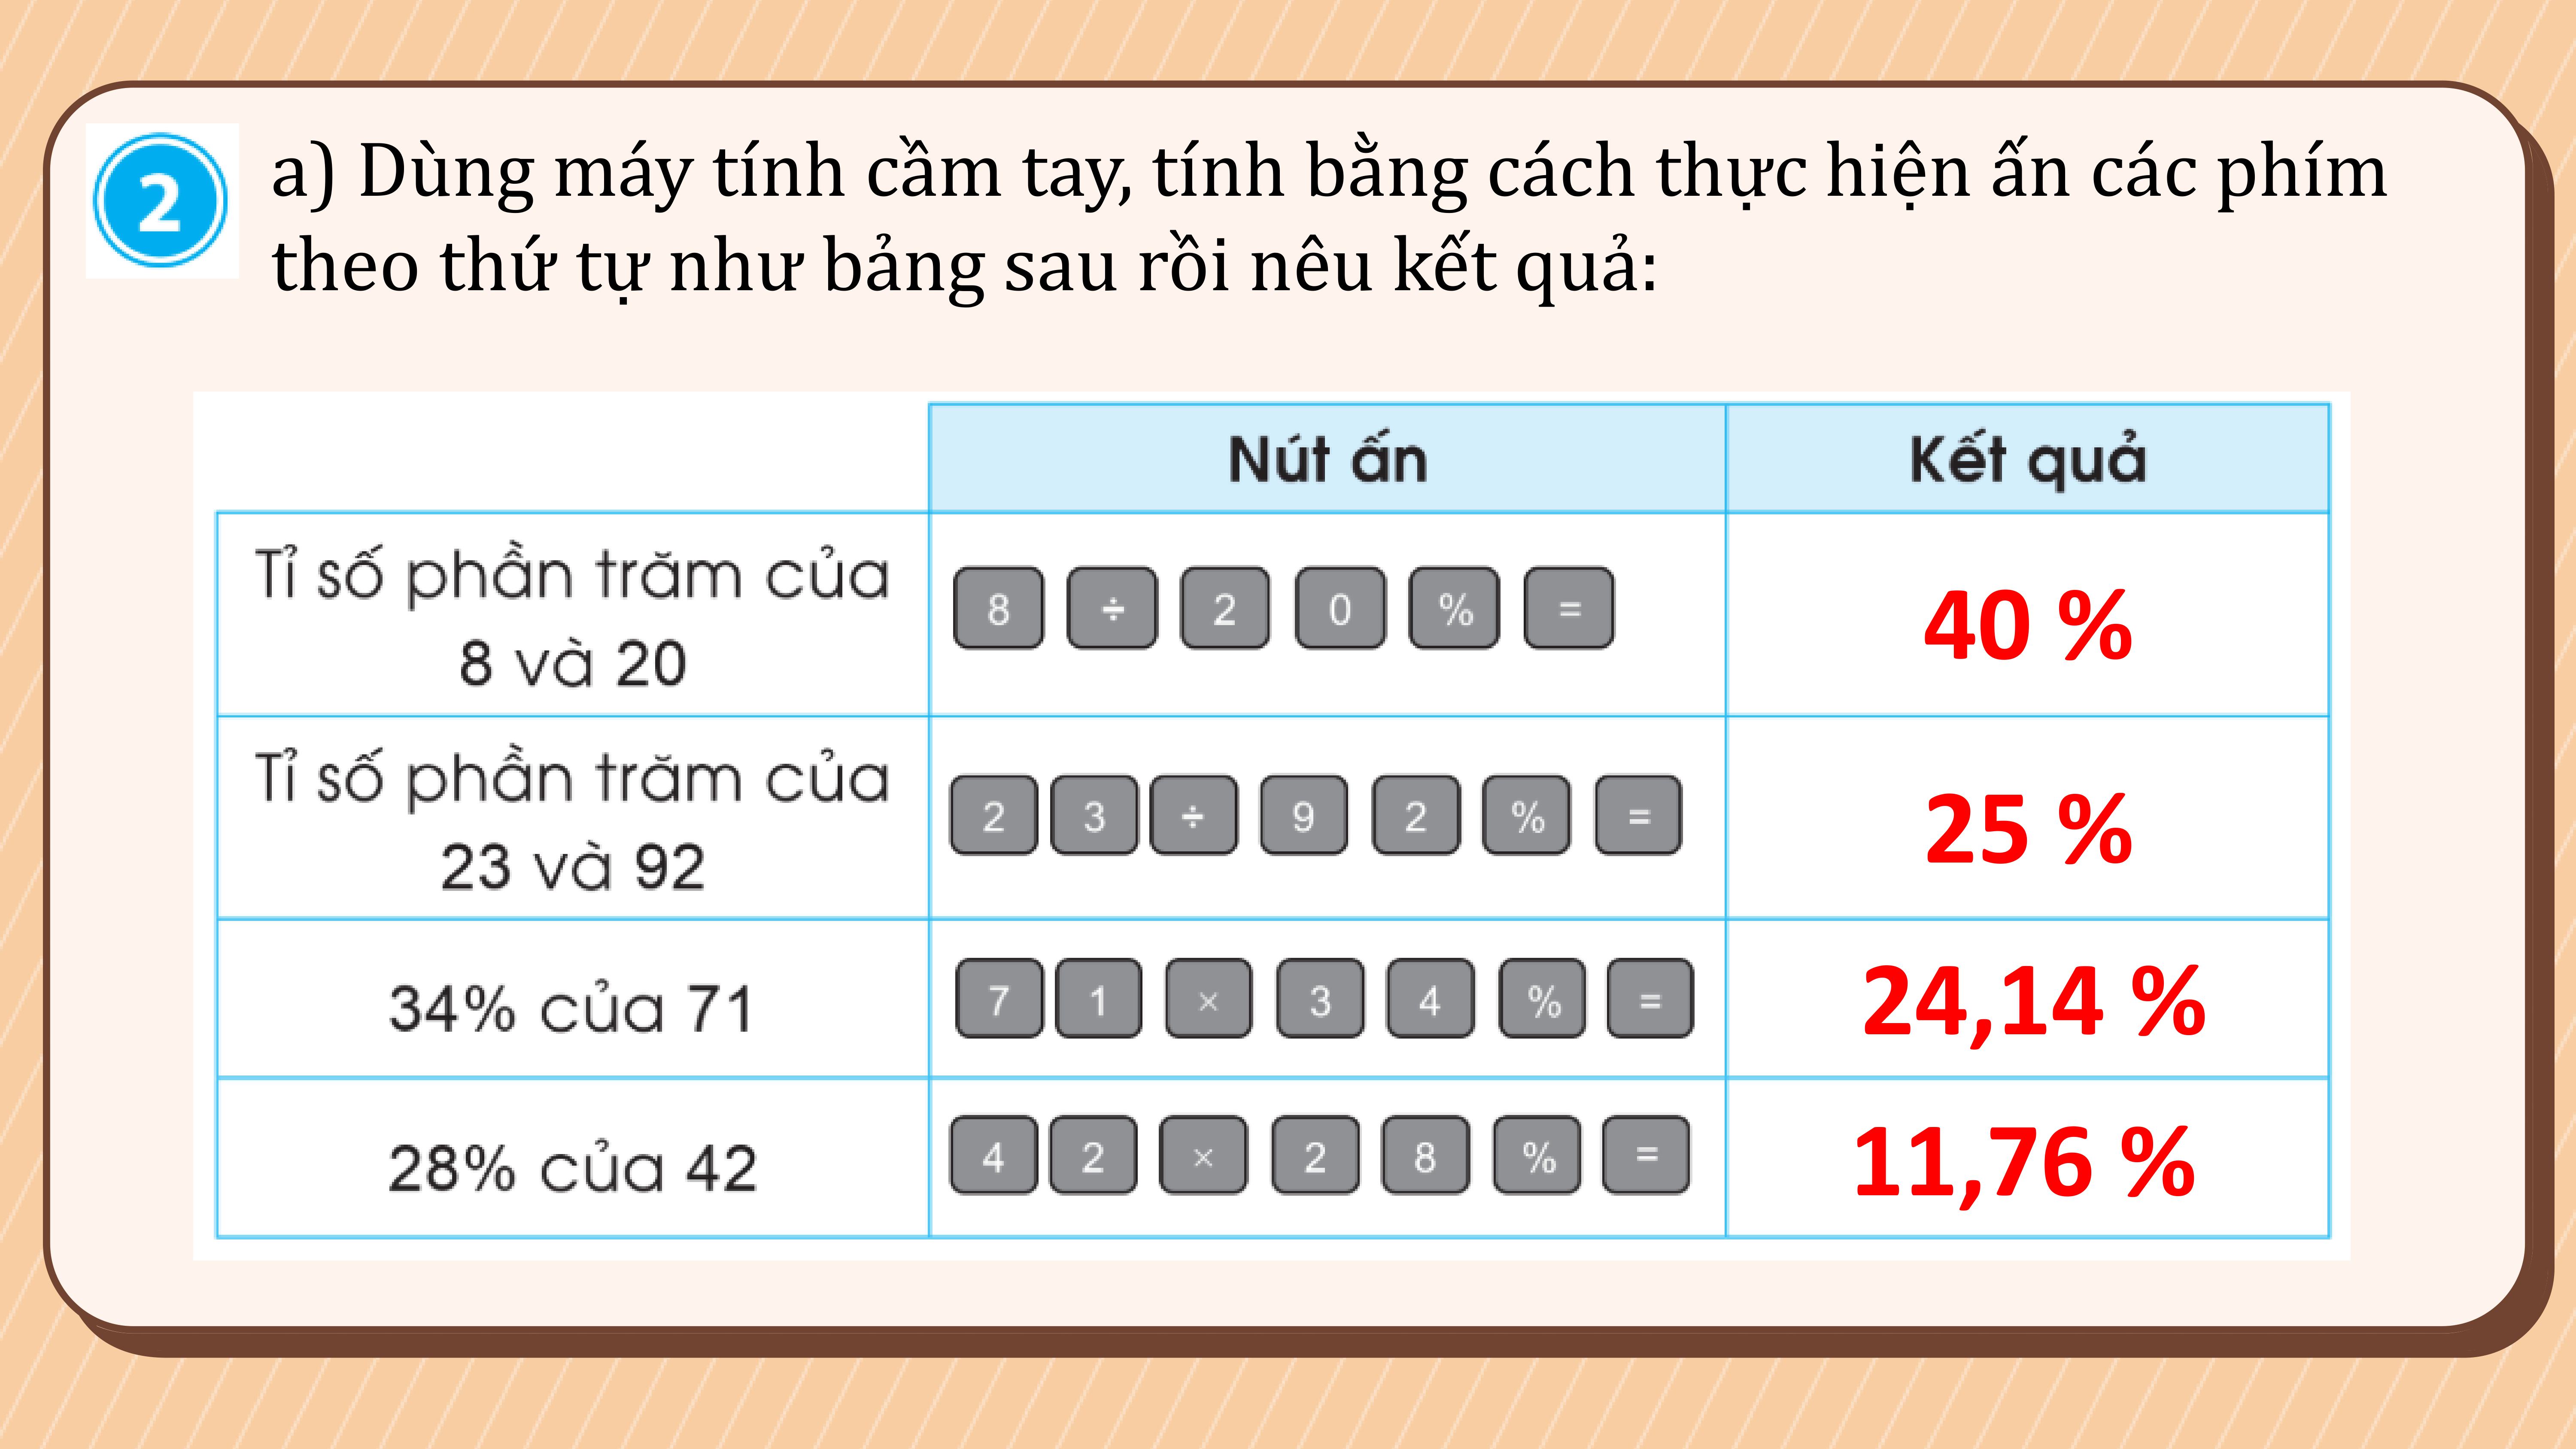 2
a) Dùng máy tính cầm tay, tính bằng cách thực hiện ấn các phím
theo thứ tự như bảng sau rồi nêu kết quả:
Nút ấn Kết quả
Tỉ số phần trăm của
8 và 20
8 ÷ 2 0 % =
40 %
Tỉ số phần trăm của
23 và 92
2 3 ÷ 9 2 % =
25 %
34% của 71
7 1 × 3 4 % =
24,14 %
28% của 42
4 2 × 2 8 % =
11,76 %